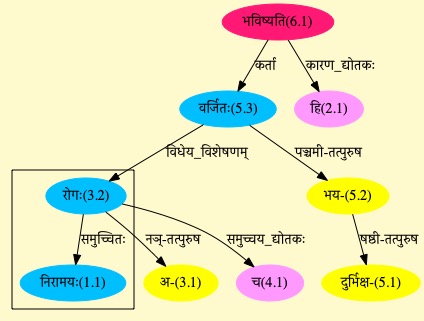 भविष्यति(6.1)
कर्ता
कारण_द्योतकः
वर्जितः(5.3)
हि(2.1)
विधेय_विशेषणम्
पञ्चमी-तत्पुरुष
रोगः(3.2)
भय-(5.2)
समुच्चितः
नञ्-तत्पुरुष
समुच्चय_द्योतकः
षष्ठी-तत्पुरुष
निरामयः(1.1)
अ-(3.1)
च(4.1)
दुर्भिक्ष-(5.1)